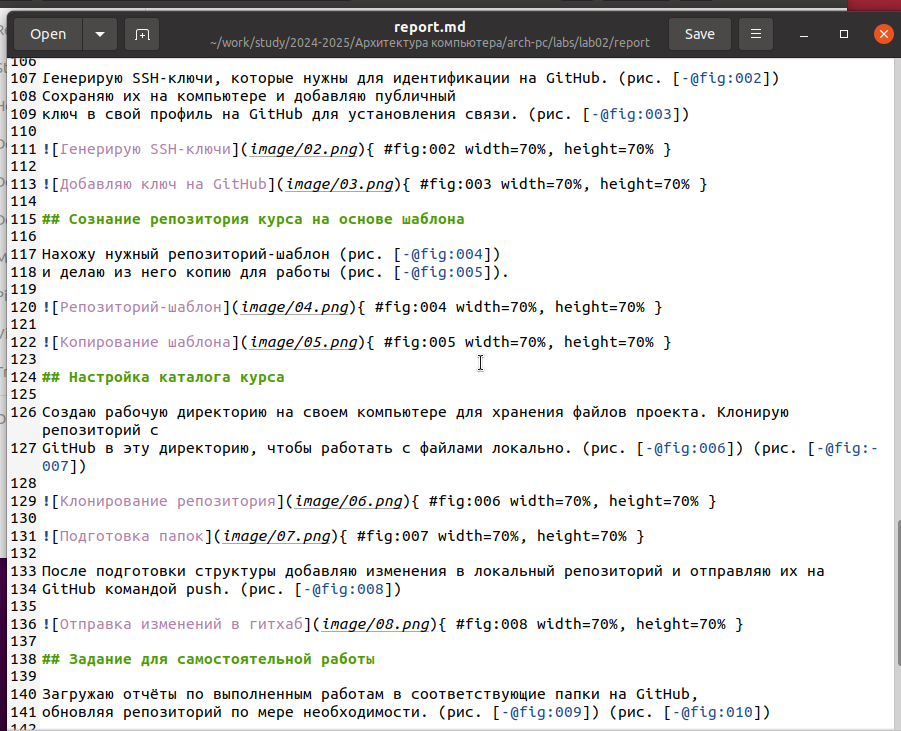 Open
report.md
~/work/study/2024-2025/Архитектура компьютера/arch-pc/labs/lab02/report
Save
106
107 Генерирую SSH-ключи, которые нужны для идентификации на GitHub. (рис. [-@fig:002])
108 Сохраняю их на компьютере и добавляю публичный
109 ключ в свой профиль на GitHub для установления связи. (рис. [-@fig:003])
110
111 ![Генерирую SSH-ключи](image/02.png){ #fig:002 width=70%, height=70% }
112
113 ![Добавляю ключ на GitHub](image/03.png){ #fig:003 width=70%, height=70% }
114
115 ## Сознание репозитория курса на основе шаблона
116
117 Нахожу нужный репозиторий-шаблон (рис. [-@fig:004])
118 и делаю из него копию для работы (рис. [-@fig:005]).
119
120 ![Репозиторий-шаблон](image/04.png){ #fig:004 width=70%, height=70% }
121
122 ![Копирование шаблона](image/05.png){ #fig:005 width=70%, height=70% }
123
124 ## Настройка каталога курса
125
126 Создаю рабочую директорию на своем компьютере для хранения файлов проекта. Клонирую
репозиторий с
127 GitHub в эту директорию, чтобы работать с файлами локально. (рис. [-@fig:006]) (рис. [-@fig:-
007])
128
129 ![Клонирование репозитория](image/06.png){ #fig:006 width=70%, height=70% }
130
131 ![Подготовка папок](image/07.png){ #fig:007 width=70%, height=70% }
132
133 После подготовки структуры добавляю изменения в локальный репозиторий и отправляю их на
134 GitHub командой push. (рис. [-@fig:008])
135
136 ![Отправка изменений в гитхаб](image/08.png){ #fig:008 width=70%, height=70% }
137
138 ## Задание для самостоятельной работы
139
140 Загружаю отчёты по выполненным работам в соответствующие папки на GitHub,
141 обновляя репозиторий по мере необходимости. (рис. [-@fig:009]) (рис. [-@fig:010])
142